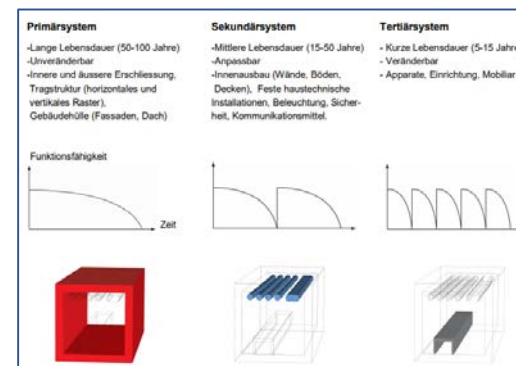 Primärsystem
-Lange Lebensdauer (50-100 Jahre)
-Unveränderbar
-Innere und äussere Erschliessung,
Tragstruktur (horizontales und
vertikales Raster),
Gebäudehülle (Fassaden, Dach)
Sekundärsystem
-Mittlere Lebensdauer (15-50 Jahre)
-Anpassbar
-Innenausbau (Wände, Böden,
Decken), Feste haustechnische
Installationen, Beleuchtung, Sicher-
heit, Kommunikationsmittel.
Tertiärsystem
- Kurze Lebensdauer (5-15 Jahre
- Veränderbar
- Apparate, Einrichtung, Mobiliar
Funktionsfähigkeit
Zeit